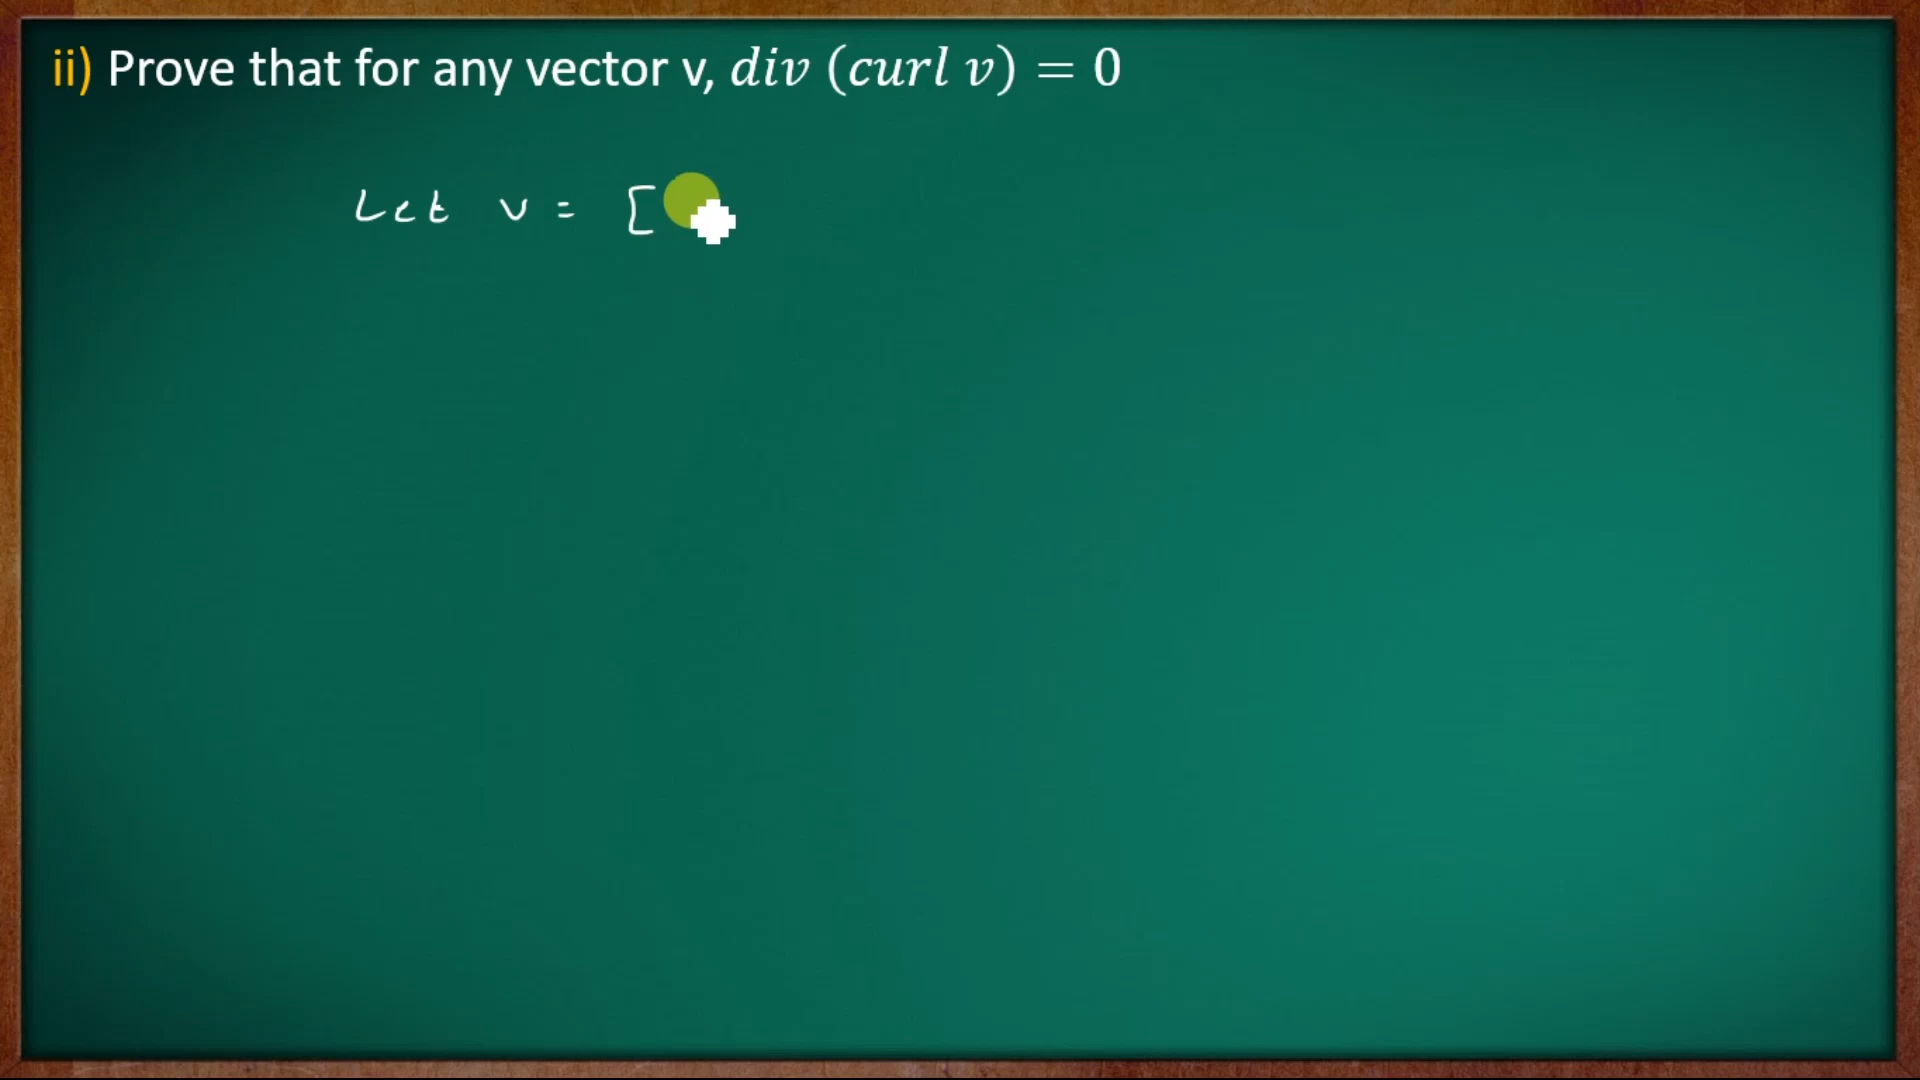 ii) Prove that for any vector v, div (curl v) = 0
Let v = [